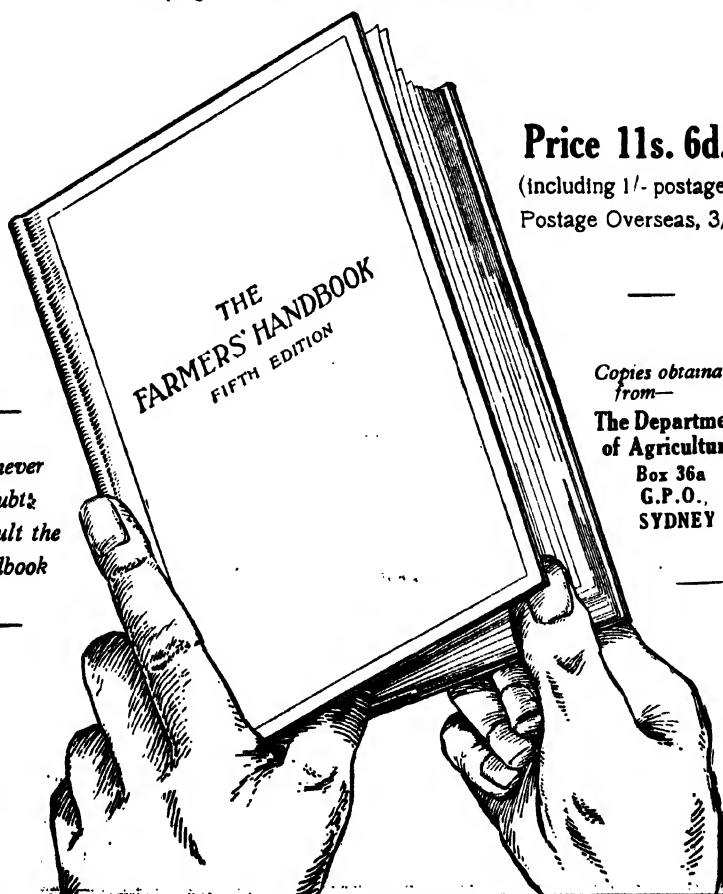 Price 11s. 6d.
(including 1/- postage
Postage Overseas, 3/
THE
FARMERS' HANDBOOK
FIFTH EDITION
Copies obtaina
from—
The Departme
of Agricultur
Box 36a
G.P.O.,
SYDNEY
never
ubt
ult the
dbook